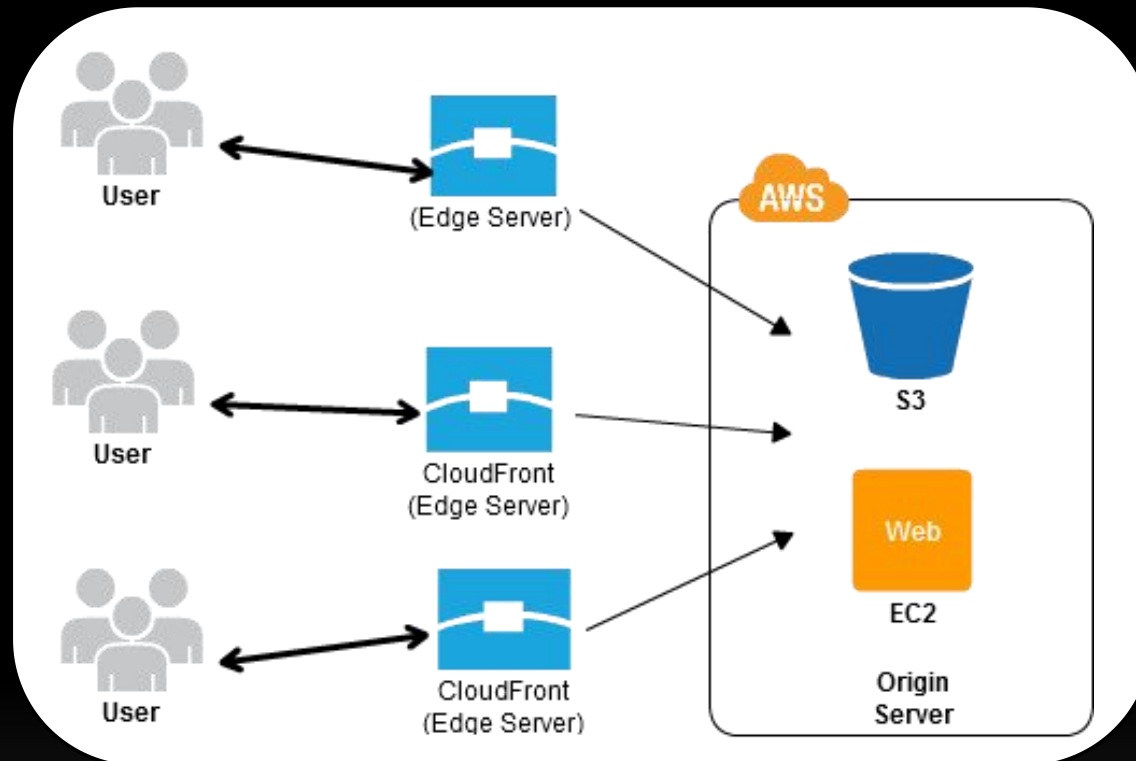 User
(Edge Server)
AWS
S3
User
CloudFront
(Edge Server)
Web
EC2
User
CloudFront
(Edge Server)
Origin
Server